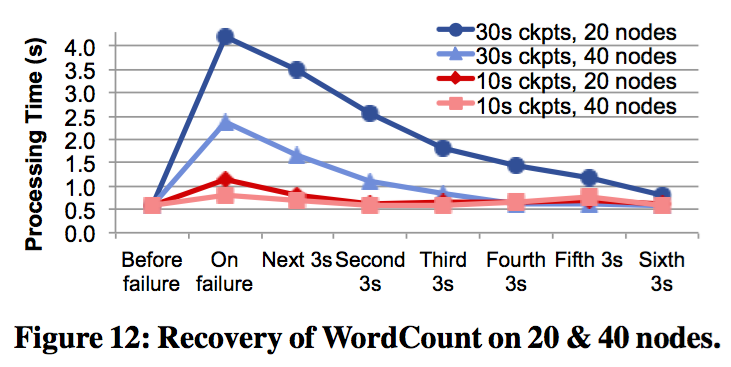 30s ckpts, 20 nodes
30s ckpts, 40 nodes
10s ckpts, 20 nodes
10s ckpts, 40 nodes
Processing Time (s)
4.0
3.5
3.0
2.5
2.0
1.5
1.0
0.5
0.0
Before failure
On failure
Next 3s
Second 3s
Third 3s
Fourth 3s
Fifth 3s
Sixth 3s
Figure 12: Recovery of WordCount on 20 & 40 nodes.